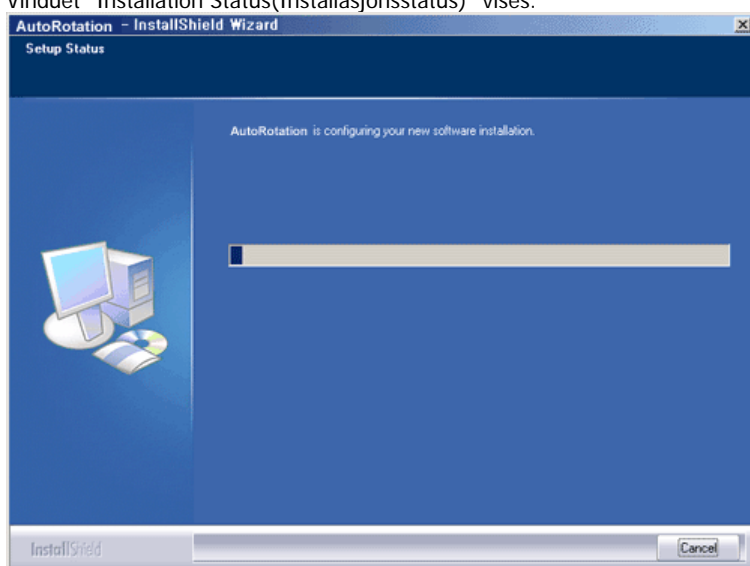 Vinduet "Installation Status(Installasjonsstatus)" vises.
AutoRotation - InstallShield Wizard
Setup Status
AutoRotation is configuring your new software installation.
InstallShield
Cancel